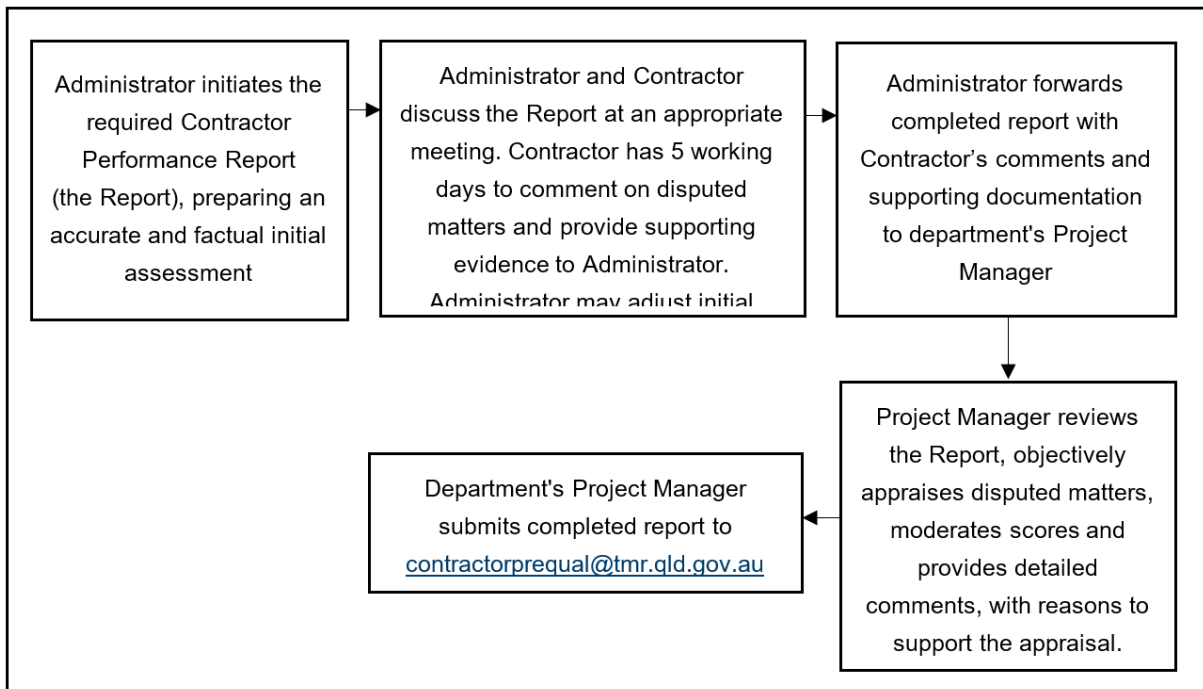 Administrator initiates the
required Contractor
Performance Report
(the Report), preparing an
accurate and factual initial
assessment
Administrator and Contractor
discuss the Report at an appropriate
meeting. Contractor has 5 working
days to comment on disputed
matters and provide supporting
evidence to Administrator.
Administrator may adjust initial
Administrator forwards
completed report with
Contractor’s comments and
supporting documentation
to department's Project
Manager
Project Manager reviews
the Report, objectively
appraises disputed matters,
moderates scores and
provides detailed
comments, with reasons to
support the appraisal.
Department's Project Manager
submits completed report to
contractorprequal@tmr.qld.gov.au